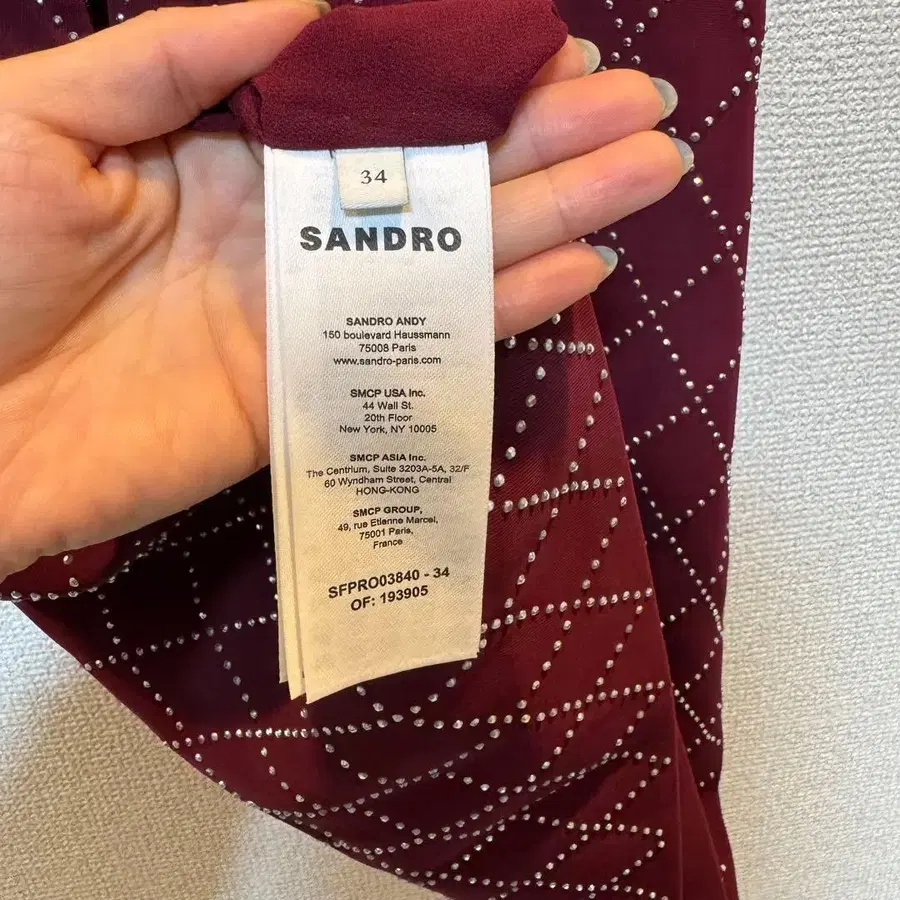 34
SANDRO
SANDRO ANDY
150 boulevard Haussmann
75008 Paris
www.sandro-paris.com
SMCP USA Inc.
44 Wall St.
20th Floor
New York, NY 10005
SMCP ASIA Inc.
The Centrium, Suite 3203A-5A, 32/F
60 Wyndham Street, Central
HONG-KONG
SMCP GROUP,
49, rue Etienne Marcel,
75001 Paris,
France
SFPRO03840 - 34
OF: 193905